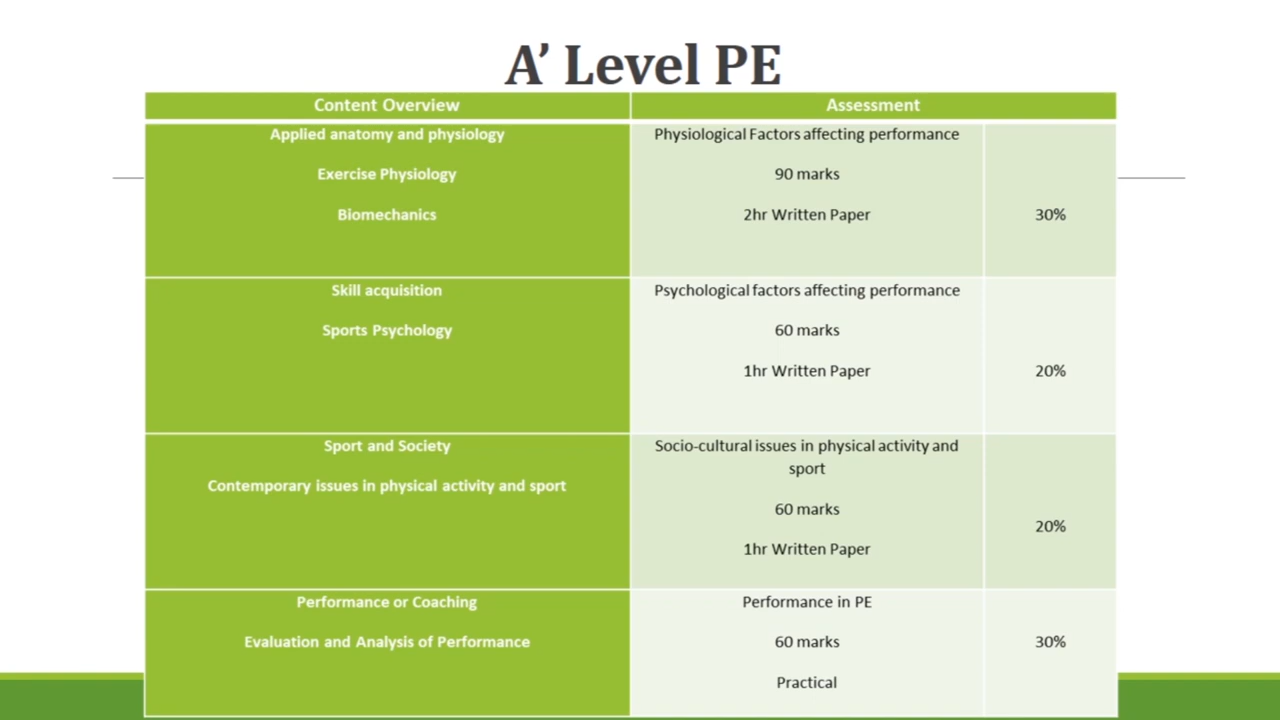 A’ Level PE
Content Overview
Assessment
Applied anatomy and physiology
Exercise Physiology
Biomechanics
Physiological Factors affecting performance
90 marks
2hr Written Paper
30%
Skill acquisition
Sports Psychology
Psychological factors affecting performance
60 marks
1hr Written Paper
20%
Sport and Society
Contemporary issues in physical activity and sport
Socio-cultural issues in physical activity and
sport
60 marks
1hr Written Paper
20%
Performance or Coaching
Evaluation and Analysis of Performance
Performance in PE
60 marks
Practical
30%